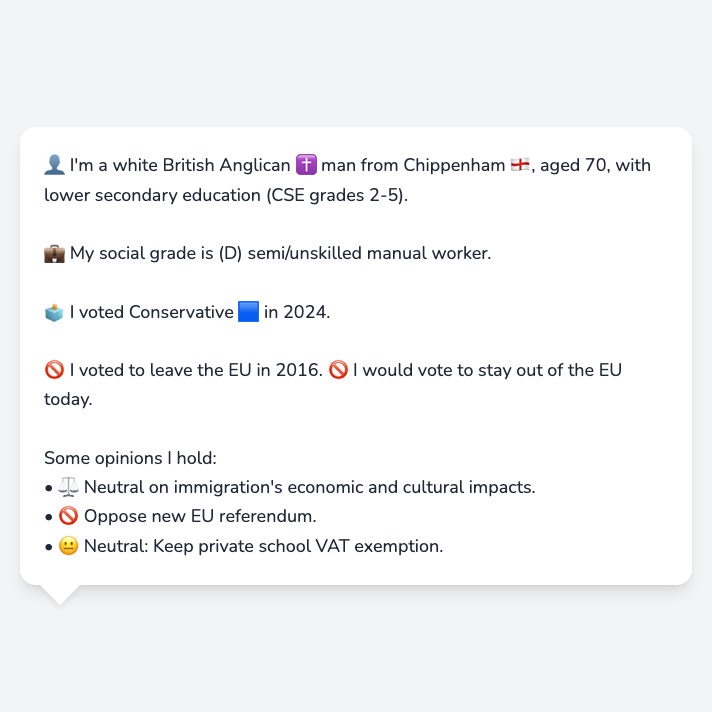 👤 I'm a white British Anglican ✝️ man from Chippenham 🏴󠁧󠁢󠁥󠁮󠁧󠁿, aged 70, with
lower secondary education (CSE grades 2-5).
💼 My social grade is (D) semi/unskilled manual worker.
🗳️ I voted Conservative 🟦 in 2024.
🚫 I voted to leave the EU in 2016. 🚫 I would vote to stay out of the EU
today.
Some opinions I hold:
• ⚖️ Neutral on immigration's economic and cultural impacts.
• 🚫 Oppose new EU referendum.
• 😐 Neutral: Keep private school VAT exemption.